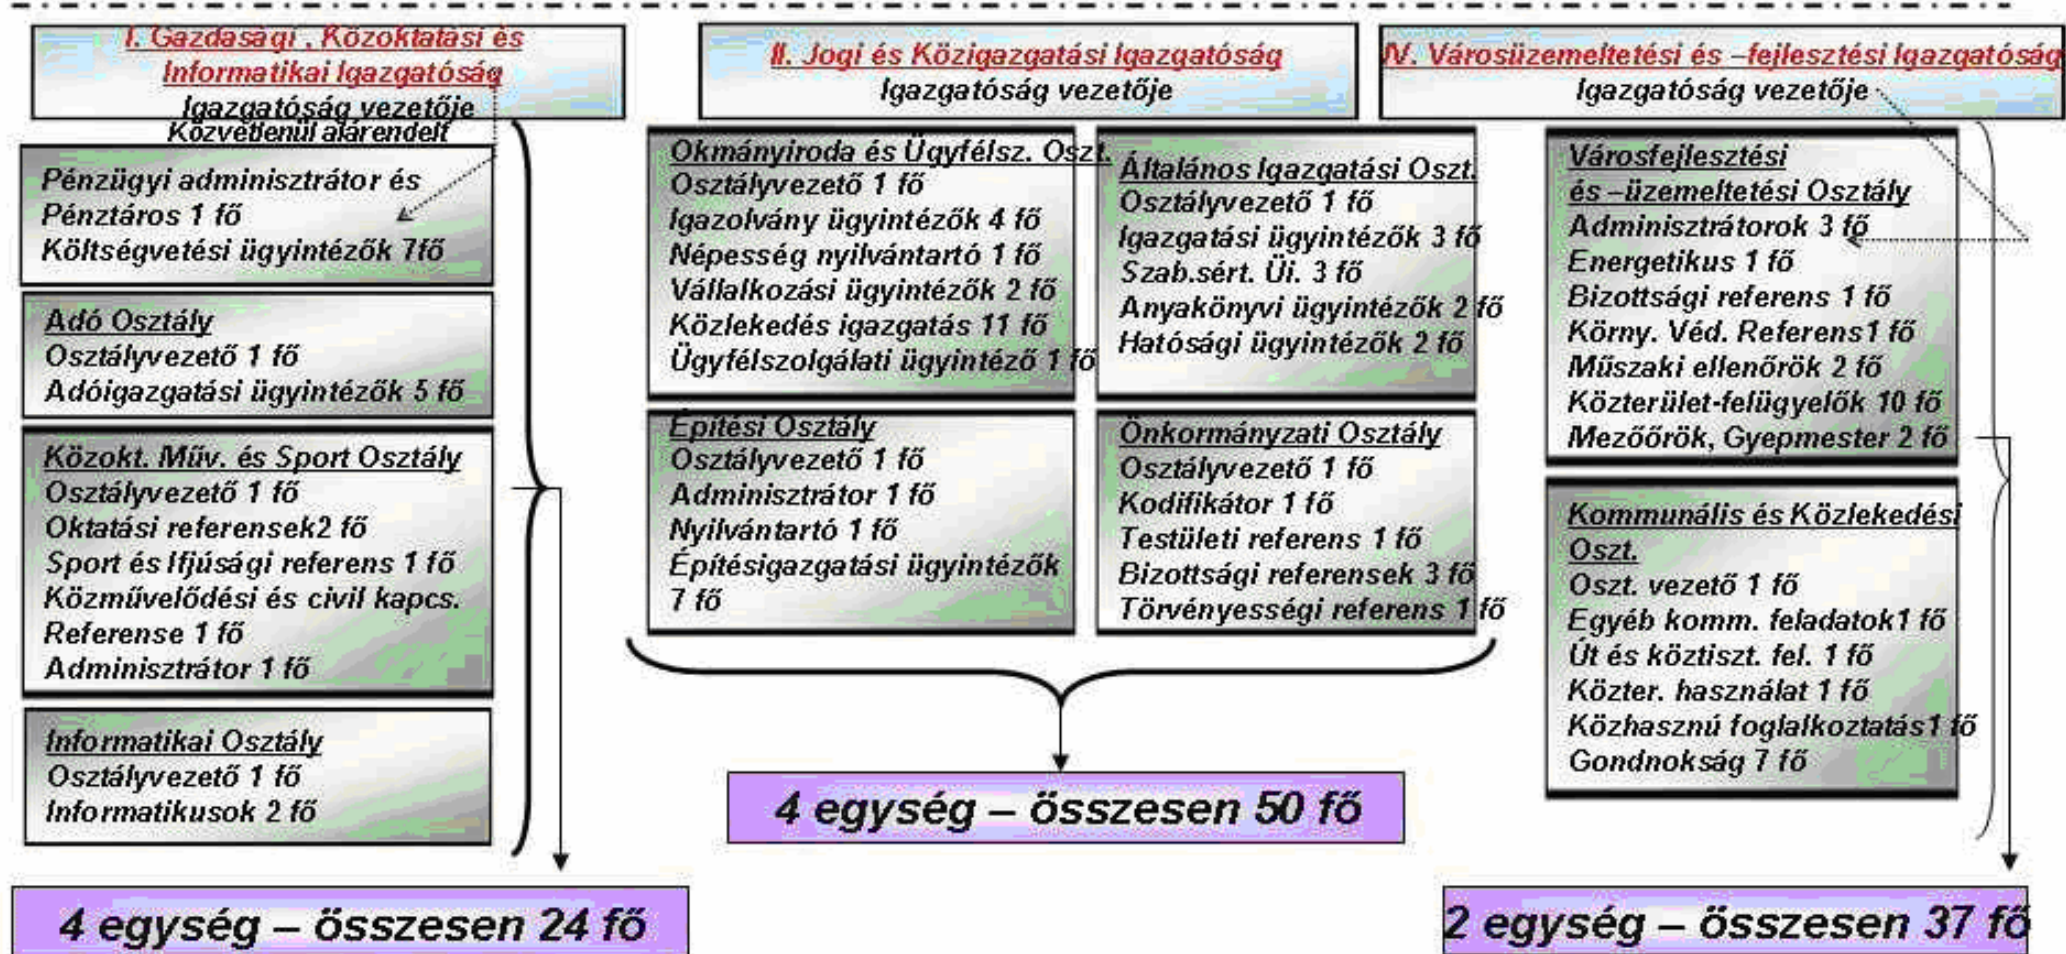 I. Gazdasági , Közoktatási és
Informatikai Igazgatóság
Igazgatóság vezetője
Közvetlenül alárendelt
Pénzügyi adminisztrátor és
Pénztáros 1 fő
Költségvetési ügyintézők 7fő
Adó Osztály
Osztályvezető 1 fő
Adóigazgatási ügyintézők 5 fő
Közokt. Műv. és Sport Osztály
Osztályvezető 1 fő
Oktatási referensek2 fő
Sport és Ifjúsági referens 1 fő
Közművelődési és civil kapcs.
Referense 1 fő
Adminisztrátor 1 fő
Informatikai Osztály
Osztályvezető 1 fő
Informatikusok 2 fő
4 egység – összesen 24 fő
II. Jogi és Közigazgatási Igazgatóság
Igazgatóság vezetője
Okmányiroda és Ügyfélsz. Oszt.
Osztályvezető 1 fő
Igazolvány ügyintézők 4 fő
Népesség nyilvántartó 1 fő
Vállalkozási ügyintézők 2 fő
Közlekedés igazgatás 11 fő
Ügyfélszolgálati ügyintéző 1 fő
Általános Igazgatási Oszt.
Osztályvezető 1 fő
Igazgatási ügyintézők 3 fő
Szab.sért. Üi. 3 fő
Anyakönyvi ügyintézők 2 fő
Hatósági ügyintézők 2 fő
Építési Osztály
Osztályvezető 1 fő
Adminisztrátor 1 fő
Nyilvántartó 1 fő
Építésigazgatási ügyintézők
7 fő
Önkormányzati Osztály
Osztályvezető 1 fő
Kodifikátor 1 fő
Testületi referens 1 fő
Bizottsági referensek 3 fő
Törvényességi referens 1 fő
4 egység – összesen 50 fő
IV. Városüzemeltetési és –fejlesztési Igazgatóság
Igazgatóság vezetője
Városfejlesztési
és –üzemeltetési Osztály
Adminisztrátorok 3 fő
Energetikus 1 fő
Bizottsági referens 1 fő
Körny. Véd. Referens1 fő
Műszaki ellenőrök 2 fő
Közterület-felügyelők 10 fő
Mezőőrök, Gyepmester 2 fő
Kommunális és Közlekedési
Oszt.
Oszt. vezető 1 fő
Egyéb komm. feladatok1 fő
Út és köztiszt. fel. 1 fő
Közter. használat 1 fő
Közhasznú foglalkoztatás1 fő
Gondnokság 7 fő
2 egység – összesen 37 fő